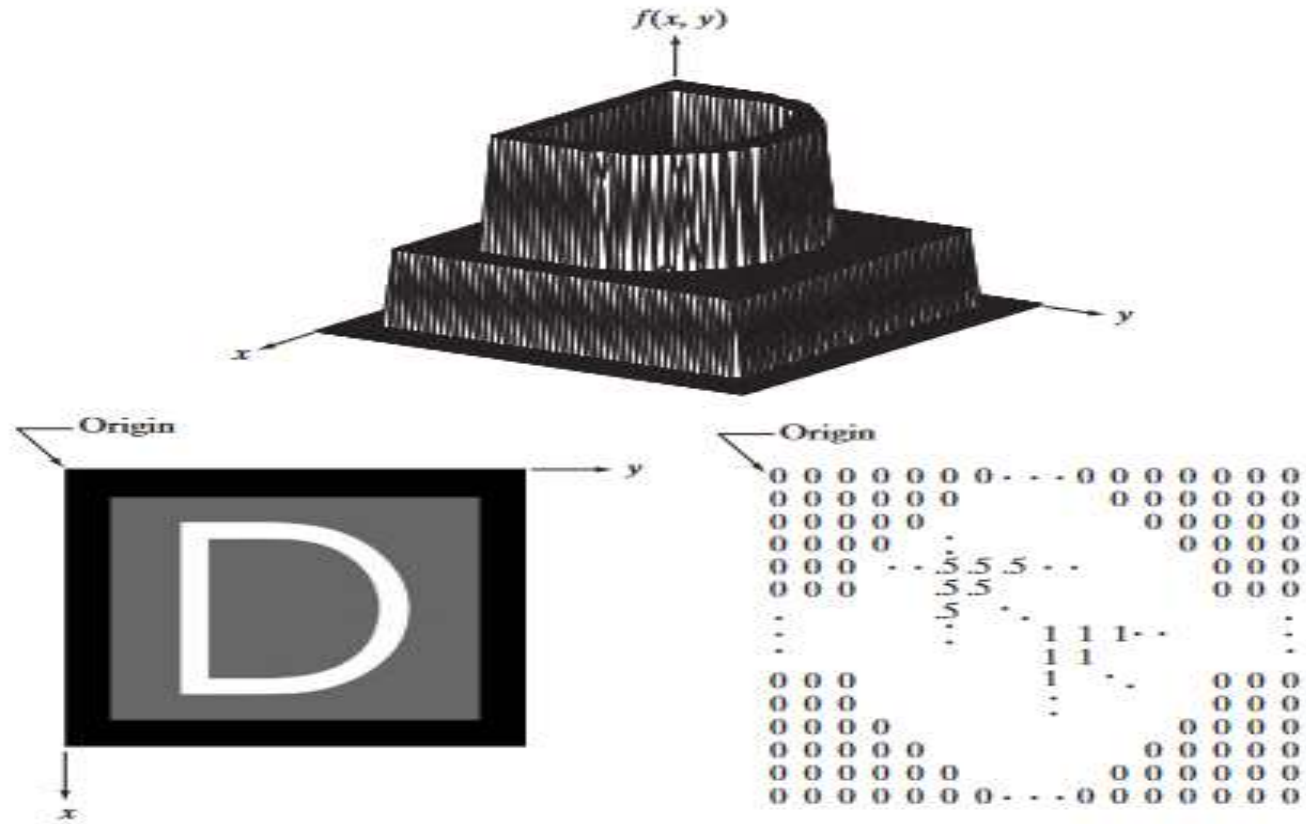 f(x, y)
y
x
Origin
y
D
x
Origin
0 0 0 0 0 0 0 · · · 0 0 0 0 0 0 0
0 0 0 0 0 0 0 0 0 0 0 0
0 0 0 0 0 0 0 0 0 0
0 0 0 0 0 0 0 0
0 0 0 · · .5 .5 .5 · · 0 0 0
0 0 0 .5 .5 0 0 0
.5
1 1 1 · ·
1 1
0 0 0 1 0 0 0
0 0 0 0 0 0
0 0 0 0 0 0 0 0
0 0 0 0 0 0 0 0 0 0
0 0 0 0 0 0 0 0 0 0 0 0
0 0 0 0 0 0 0 · · · 0 0 0 0 0 0 0